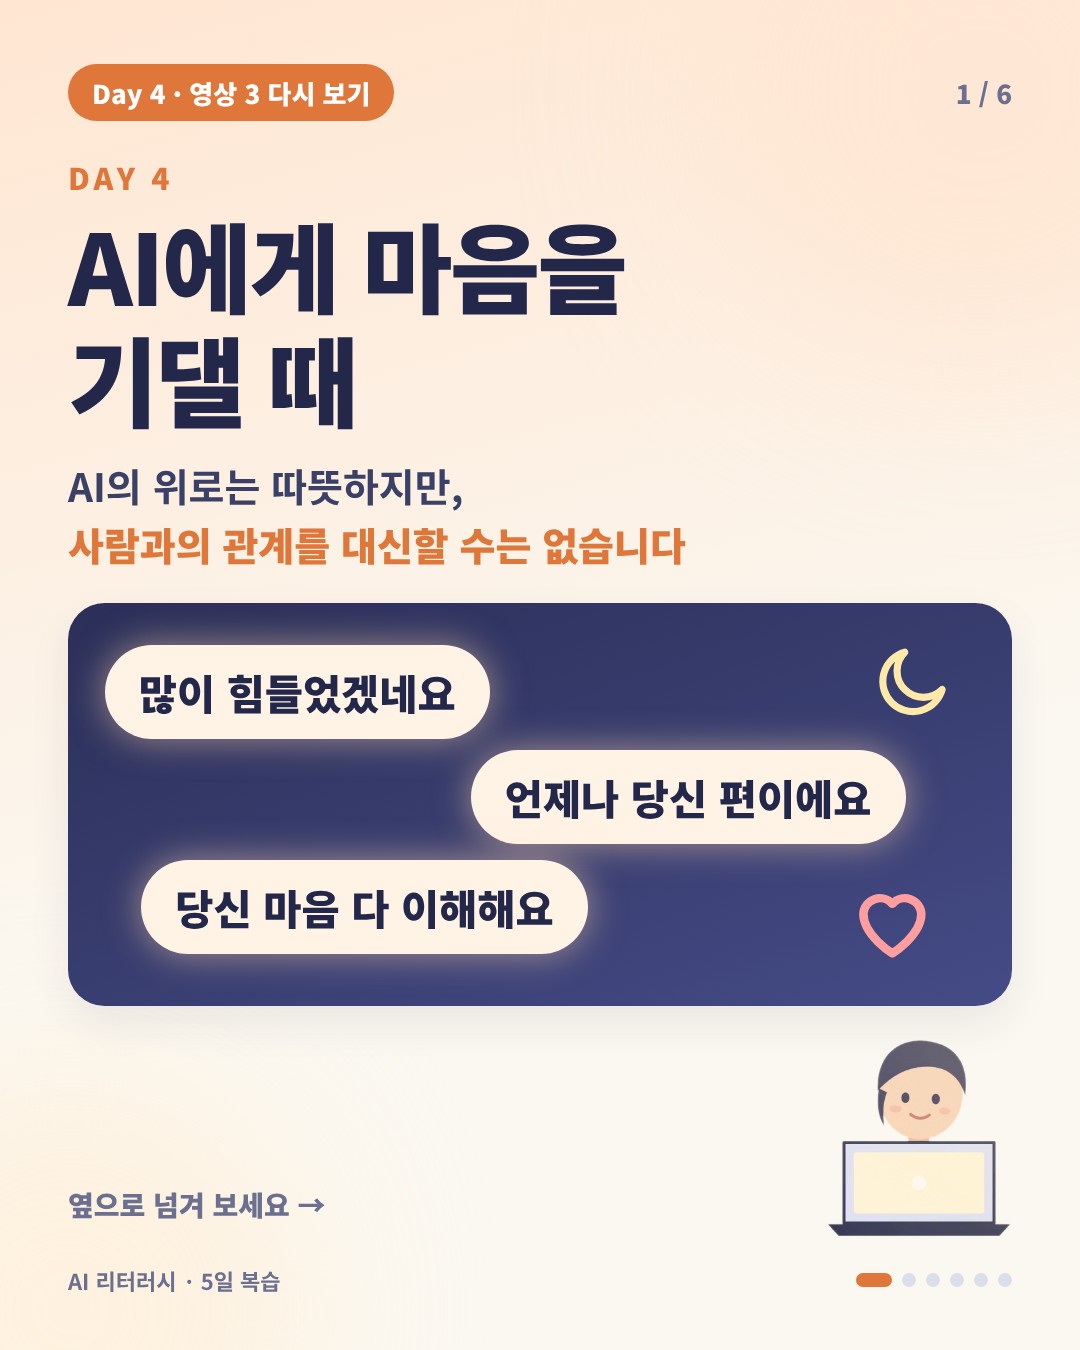 Day 4 · 영상 3 다시 보기
1 / 6
DAY 4
AI에게 마음을
기댈 때
AI의 위로는 따뜻하지만,
사람과의 관계를 대신할 수는 없습니다
많이 힘들었겠네요
언제나 당신 편이에요
당신 마음 다 이해해요
옆으로 넘겨 보세요 →
AI 리터러시 · 5일 복습